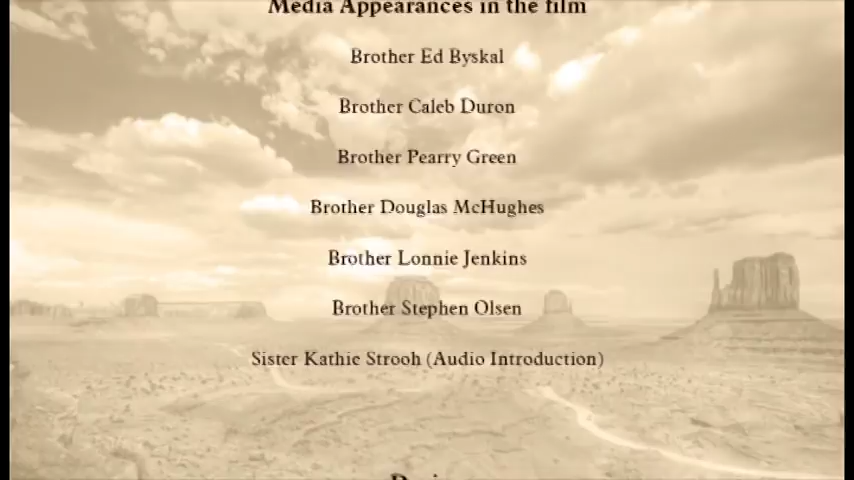 Media Appearances in the film
Brother Ed Byskal
Brother Caleb Duron
Brother Pearry Green
Brother Douglas McHughes
Brother Lonnie Jenkins
Brother Stephen Olsen
Sister Kathie Strooh (Audio Introduction)